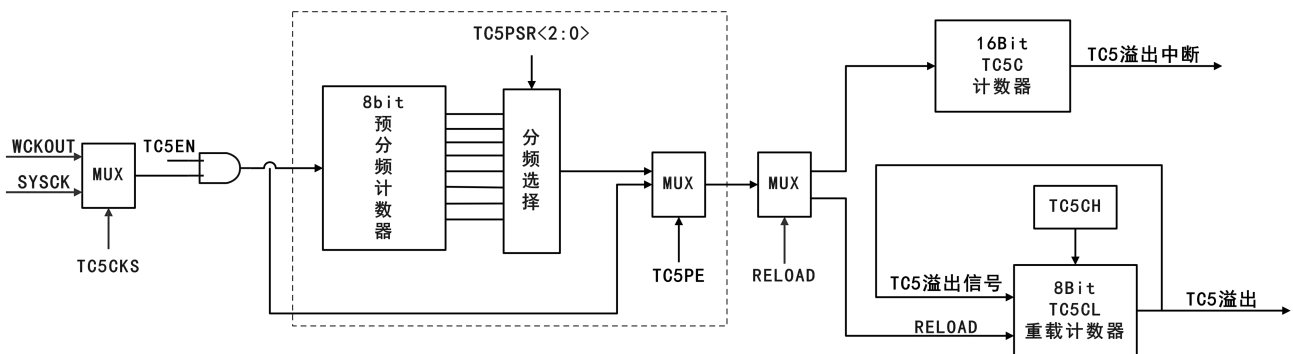 TC5PSR<2:0>
16Bit
TC5C
计数器
TC5溢出中断
8bit
预
分
频
计
数
器
分
频
选
择
WCKOUT
SYSCK
MUX
TC5EN
TC5CKS
MUX
TC5PE
MUX
RELOAD
TC5CH
TC5溢出信号
RELOAD
8Bit
TC5CL
重载计数器
TC5溢出